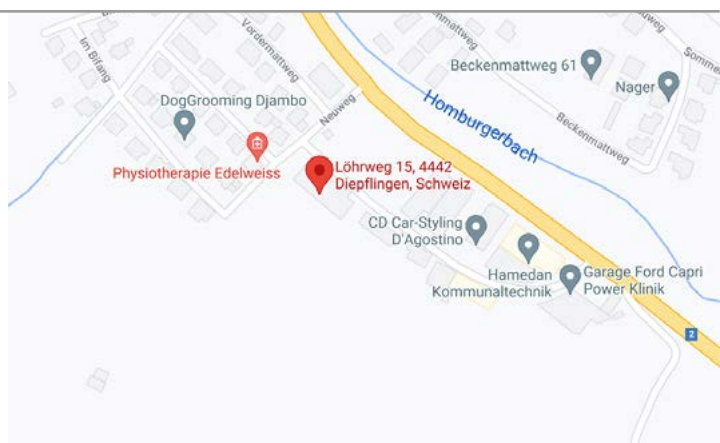 Im Bifang
Vordermattweg
Neuweg
DogGrooming Djambo
Physiotherapie Edelweiss
Löhrweg 15, 4442
Diepflingen, Schweiz
Homburgerbach
Beckenmattweg 61
Beckenmattweg
Nager
CD Car-Styling
D'Agostino
Hamedan
Kommunaltechnik
Garage Ford Capri
Power Klinik
2